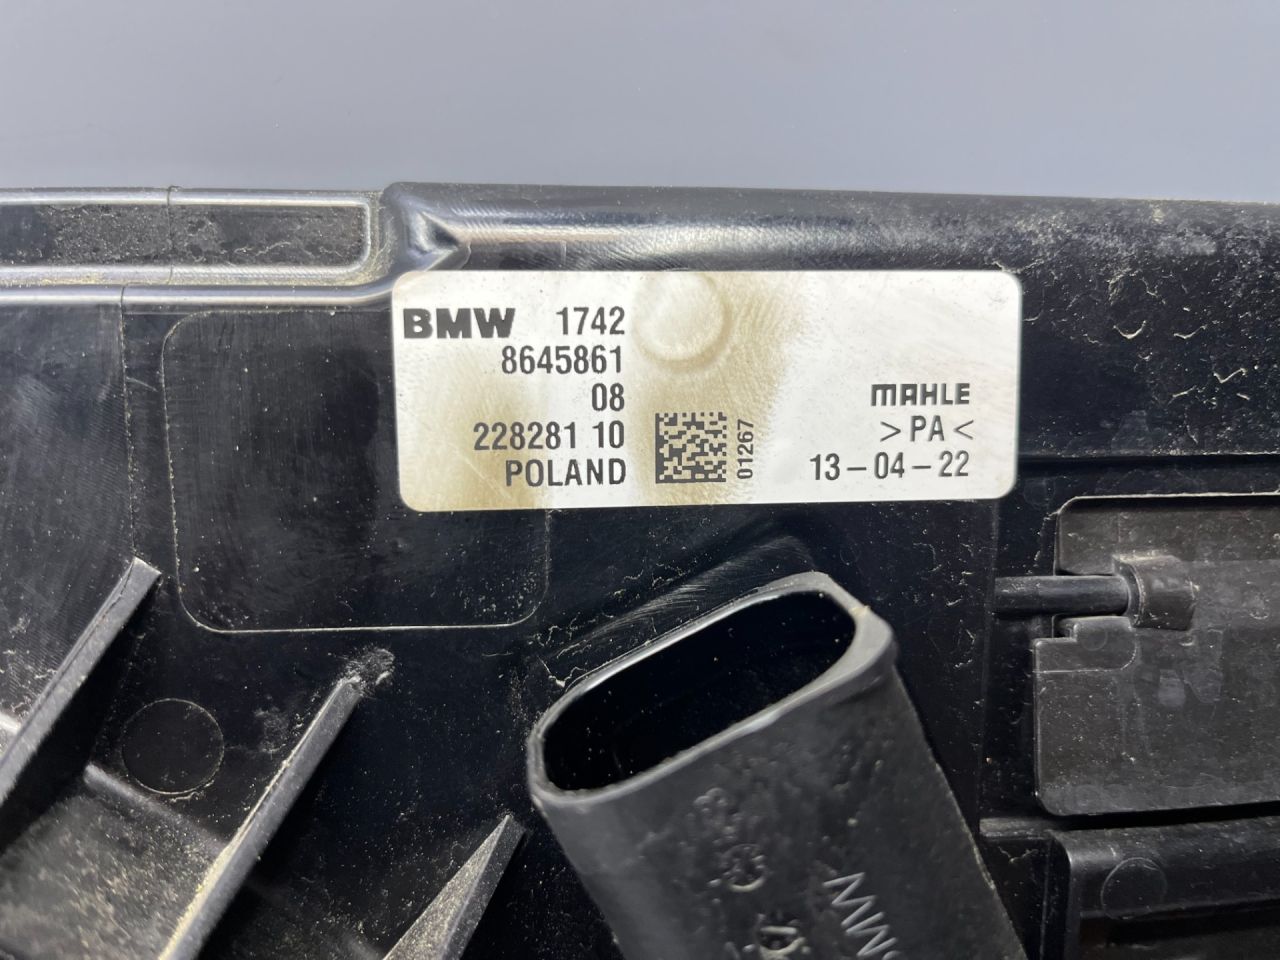 BMW 1742
8645861
08
228281 10
POLAND
01267
MAHLE
>PA<
13-04-22